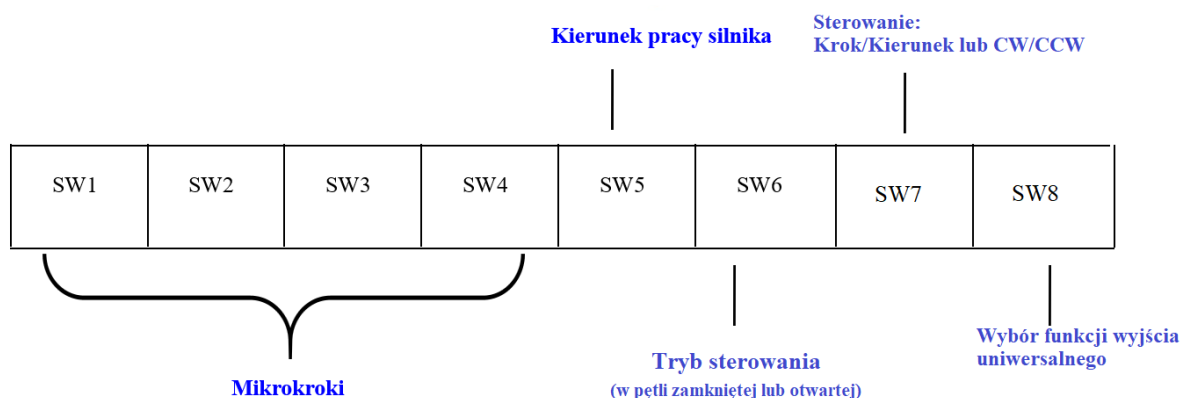 Sterowanie:
Kierunek pracy silnika
Krok/Kierunek lub CW/CCW
SW1 SW2 SW3 SW4 SW5 SW6 SW7 SW8
Mikrokroki
Tryb sterowania
(w pętli zamkniętej lub otwartej)
Wybór funkcji wyjścia
uniwersalnego